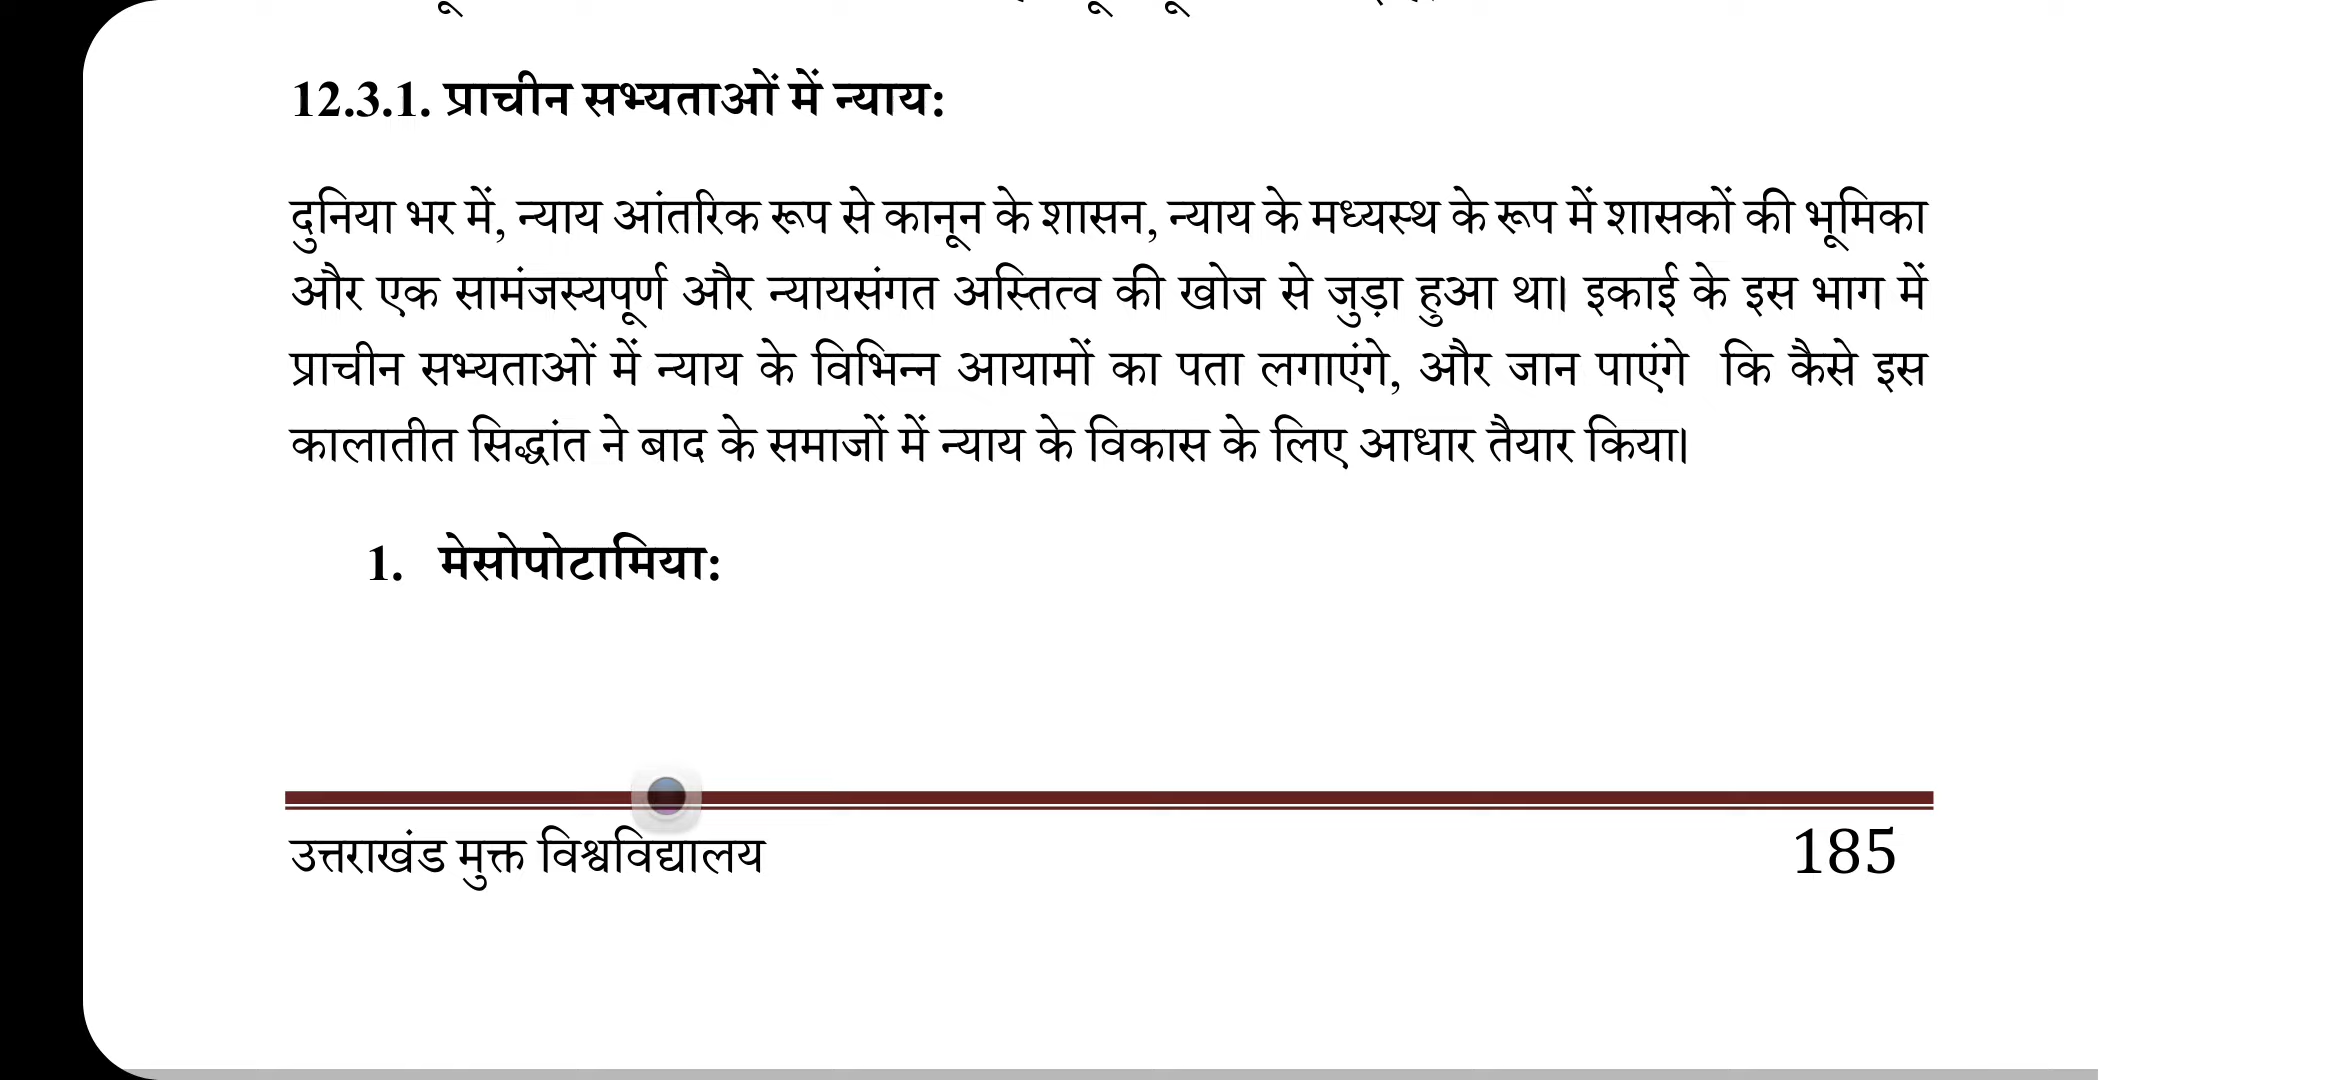 12.3.1. प्राचीन सभ्यताओं में न्याय:
दुनिया भर में, न्याय आंतरिक रूप से कानून के शासन, न्याय के मध्यस्थ के रूप में शासकों की भूमिका
और एक सामंजस्यपूर्ण और न्यायसंगत अस्तित्व की खोज से जुड़ा हुआ था। इकाई के इस भाग में
प्राचीन सभ्यताओं में न्याय के विभिन्न आयामों का पता लगाएंगे, और जान पाएंगे कि कैसे इस
कालातीत सिद्धांत ने बाद के समाजों में न्याय के विकास के लिए आधार तैयार किया।
1. मेसोपोटामिया:
उत्तराखंड मुक्त विश्वविद्यालय 185